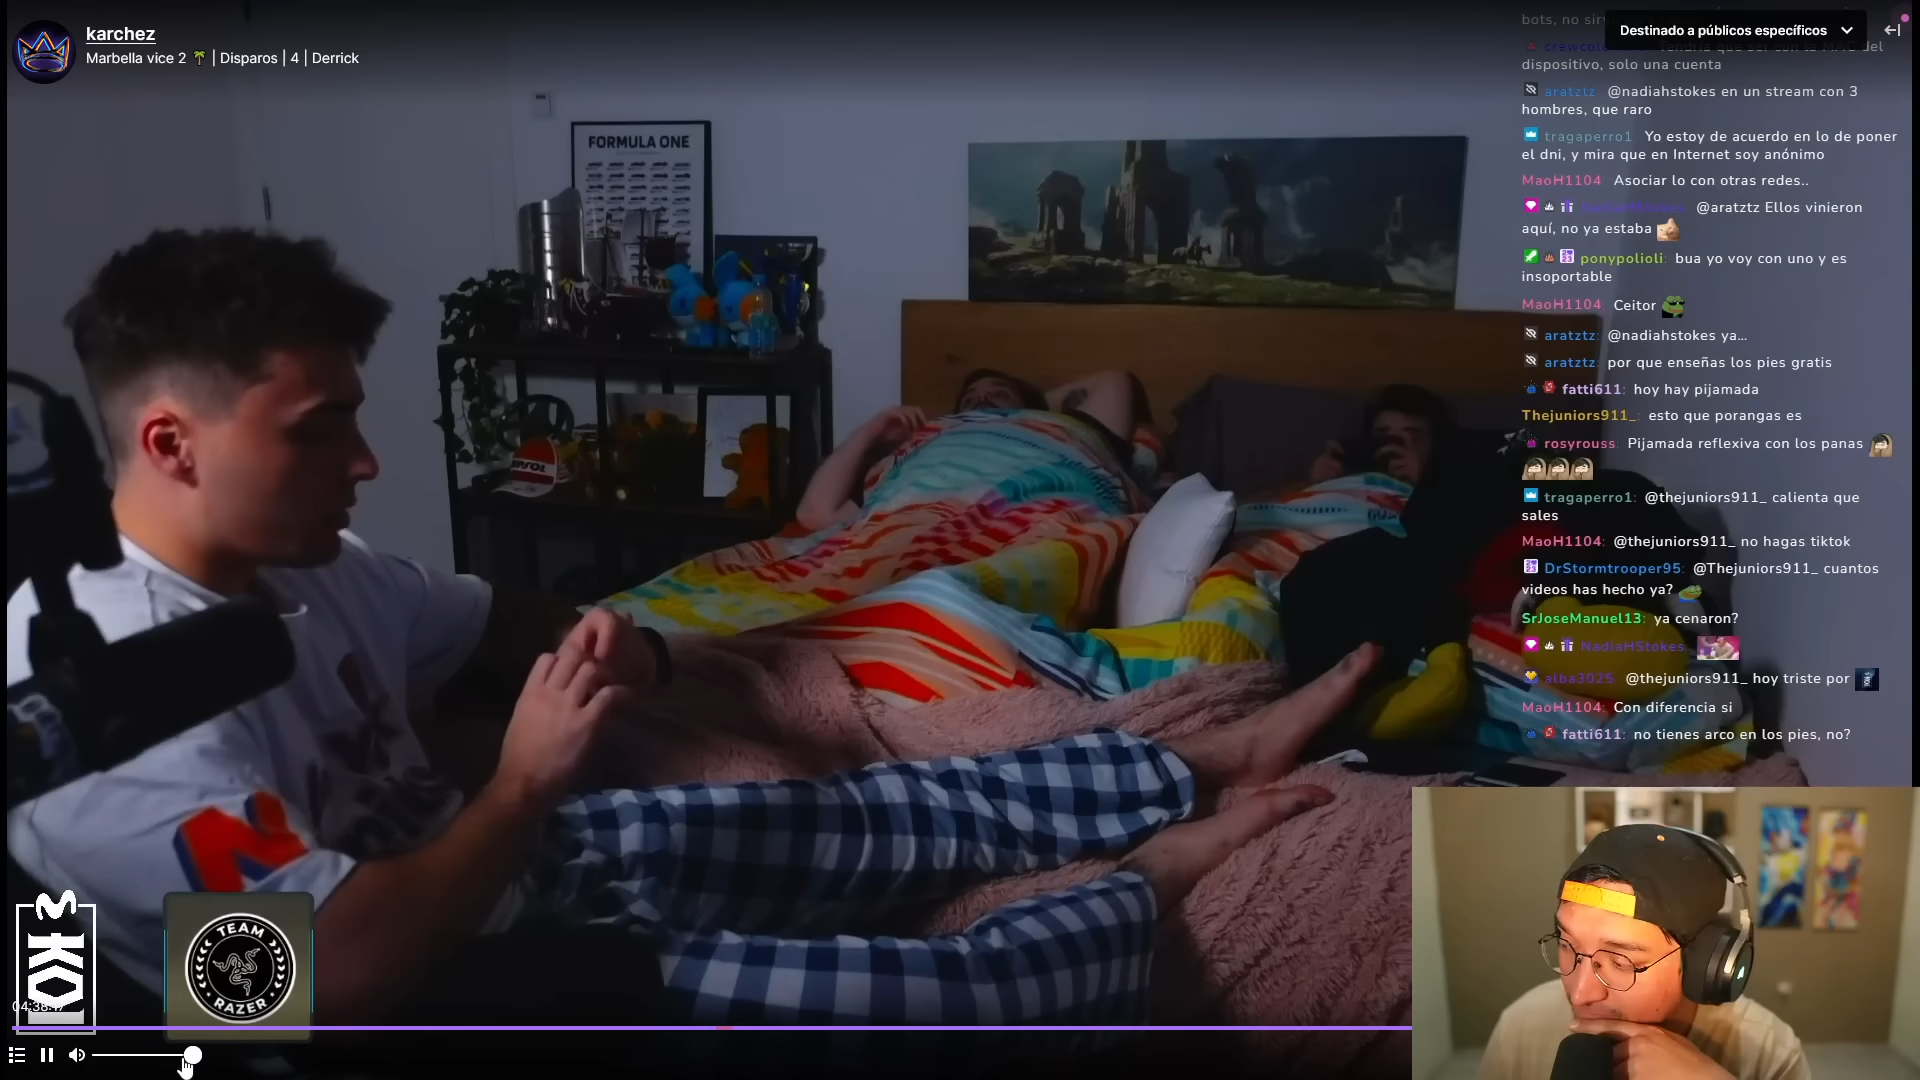 karchez
Marbella vice 2 🌴 | Disparos | 4 | Derrick
Destinado a públicos específicos
bots, no
dispositivo, solo una cuenta
aratztz: @nadiahstokes en un stream con 3
hombres, que raro
tragaperro1: Yo estoy de acuerdo en lo de poner
el dni, y mira que en Internet soy anónimo
MaoH1104: Asociar lo con otras redes..
NadiaHStokes: @aratztz Ellos vinieron
aquí, no ya estaba
ponypolioli: bua yo voy con uno y es
insoportable
MaoH1104: Ceitor
aratztz: @nadiahstokes ya...
aratztz: por que enseñas los pies gratis
fatti611: hoy hay pijamada
Thejuniors911_: esto que porangas es
rosyrouss: Pijamada reflexiva con los panas
tragaperro1: @thejuniors911_ calienta que
sales
MaoH1104: @thejuniors911_ no hagas tiktok
DrStormtrooper95: @Thejuniors911_ cuantos
videos has hecho ya?
SrJoseManuel13: ya cenaron?
NadiaHStokes:
alba3025: @thejuniors911_ hoy triste por
MaoH1104: Con diferencia si
fatti611: no tienes arco en los pies, no?
FORMULA ONE
KOI
TEAM
RAZER